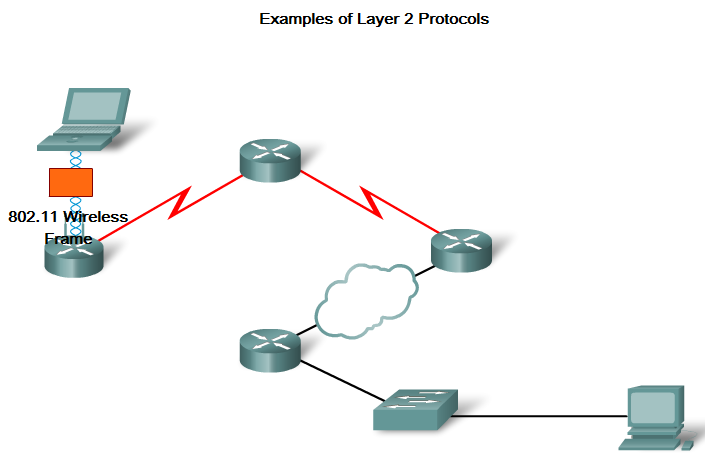 Examples of Layer 2 Protocols
802.11 Wireless
Frame